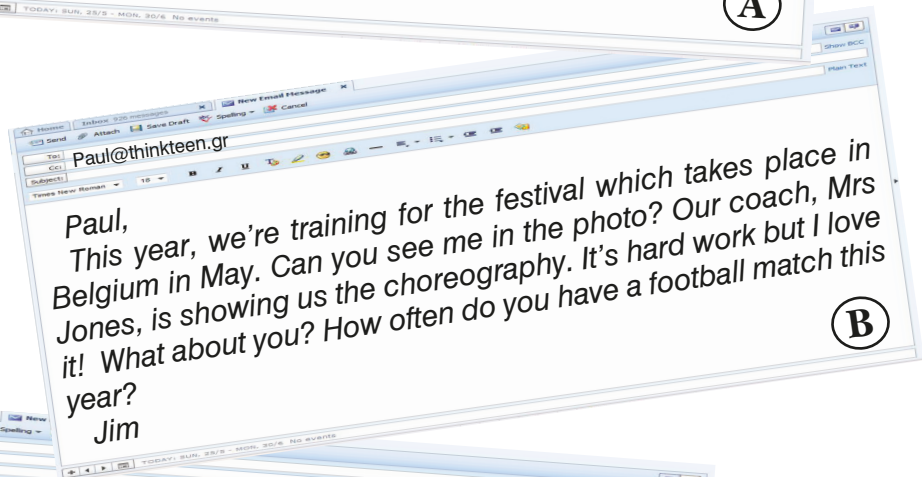 TODAY: SUN, 25/5 - MON, 30/6 No events
A
Show BCC
Plain Text
Home Inbox 926 messages New Email Message
Send Attach Save Draft Spelling Cancel
To: Paul@thinkteen.gr
Cc:
Subject:
Times New Roman 16 B I U
Paul,
This year, we're training for the festival which takes place in
Belgium in May. Can you see me in the photo? Our coach, Mrs
Jones, is showing us the choreography. It's hard work but I love
it! What about you? How often do you have a football match this
year?
Jim
B
TODAY: SUN, 25/5 - MON, 30/6 No events
New
Spelling